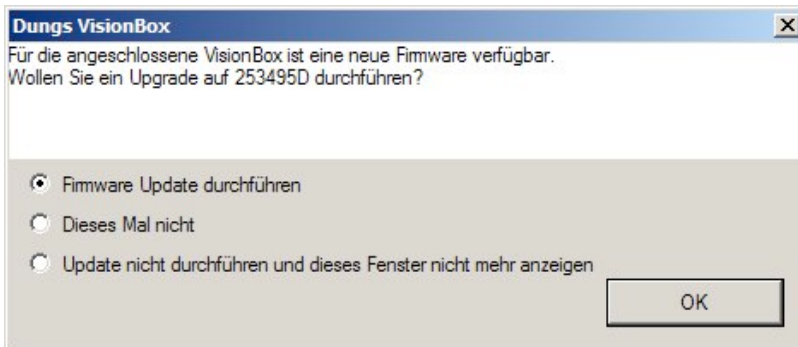 Dungs VisionBox
Für die angeschlossene VisionBox ist eine neue Firmware verfügbar.
Wollen Sie ein Upgrade auf 253495D durchführen?
Firmware Update durchführen
Dieses Mal nicht
Update nicht durchführen und dieses Fenster nicht mehr anzeigen
OK